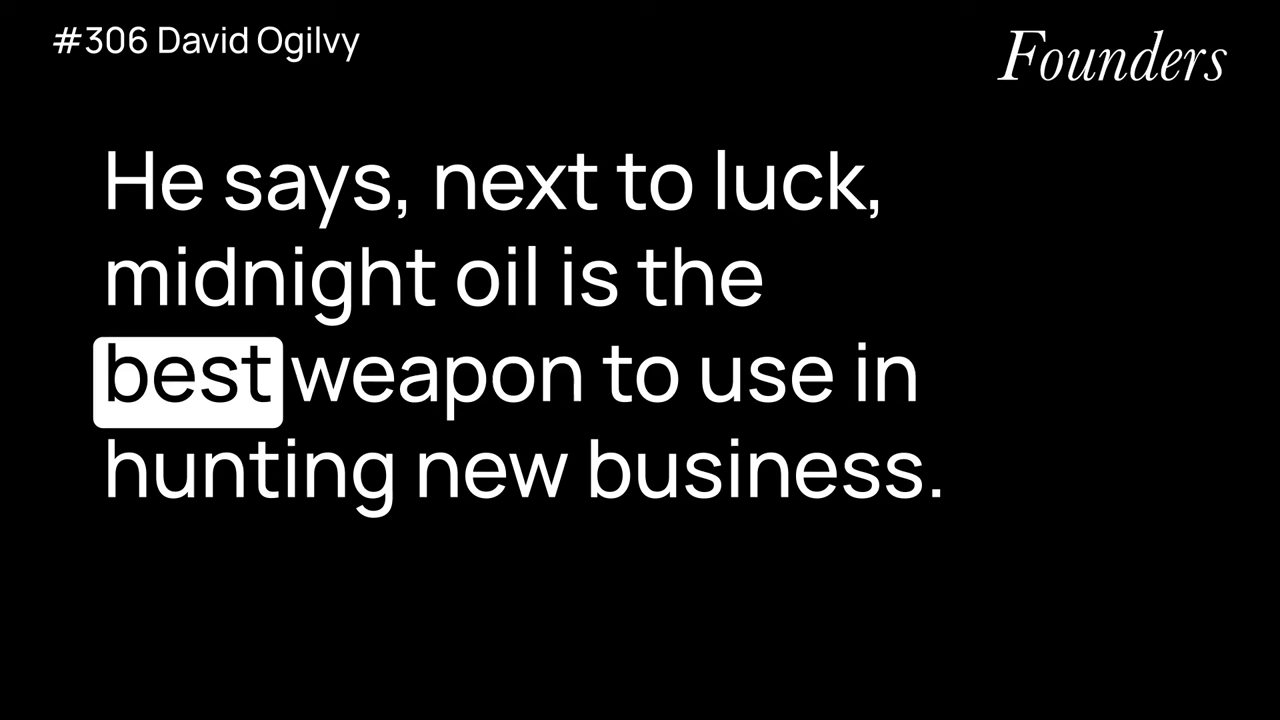 #306 David Ogilvy
Founders
He says, next to luck,
midnight oil is the
best weapon to use in
hunting new business.